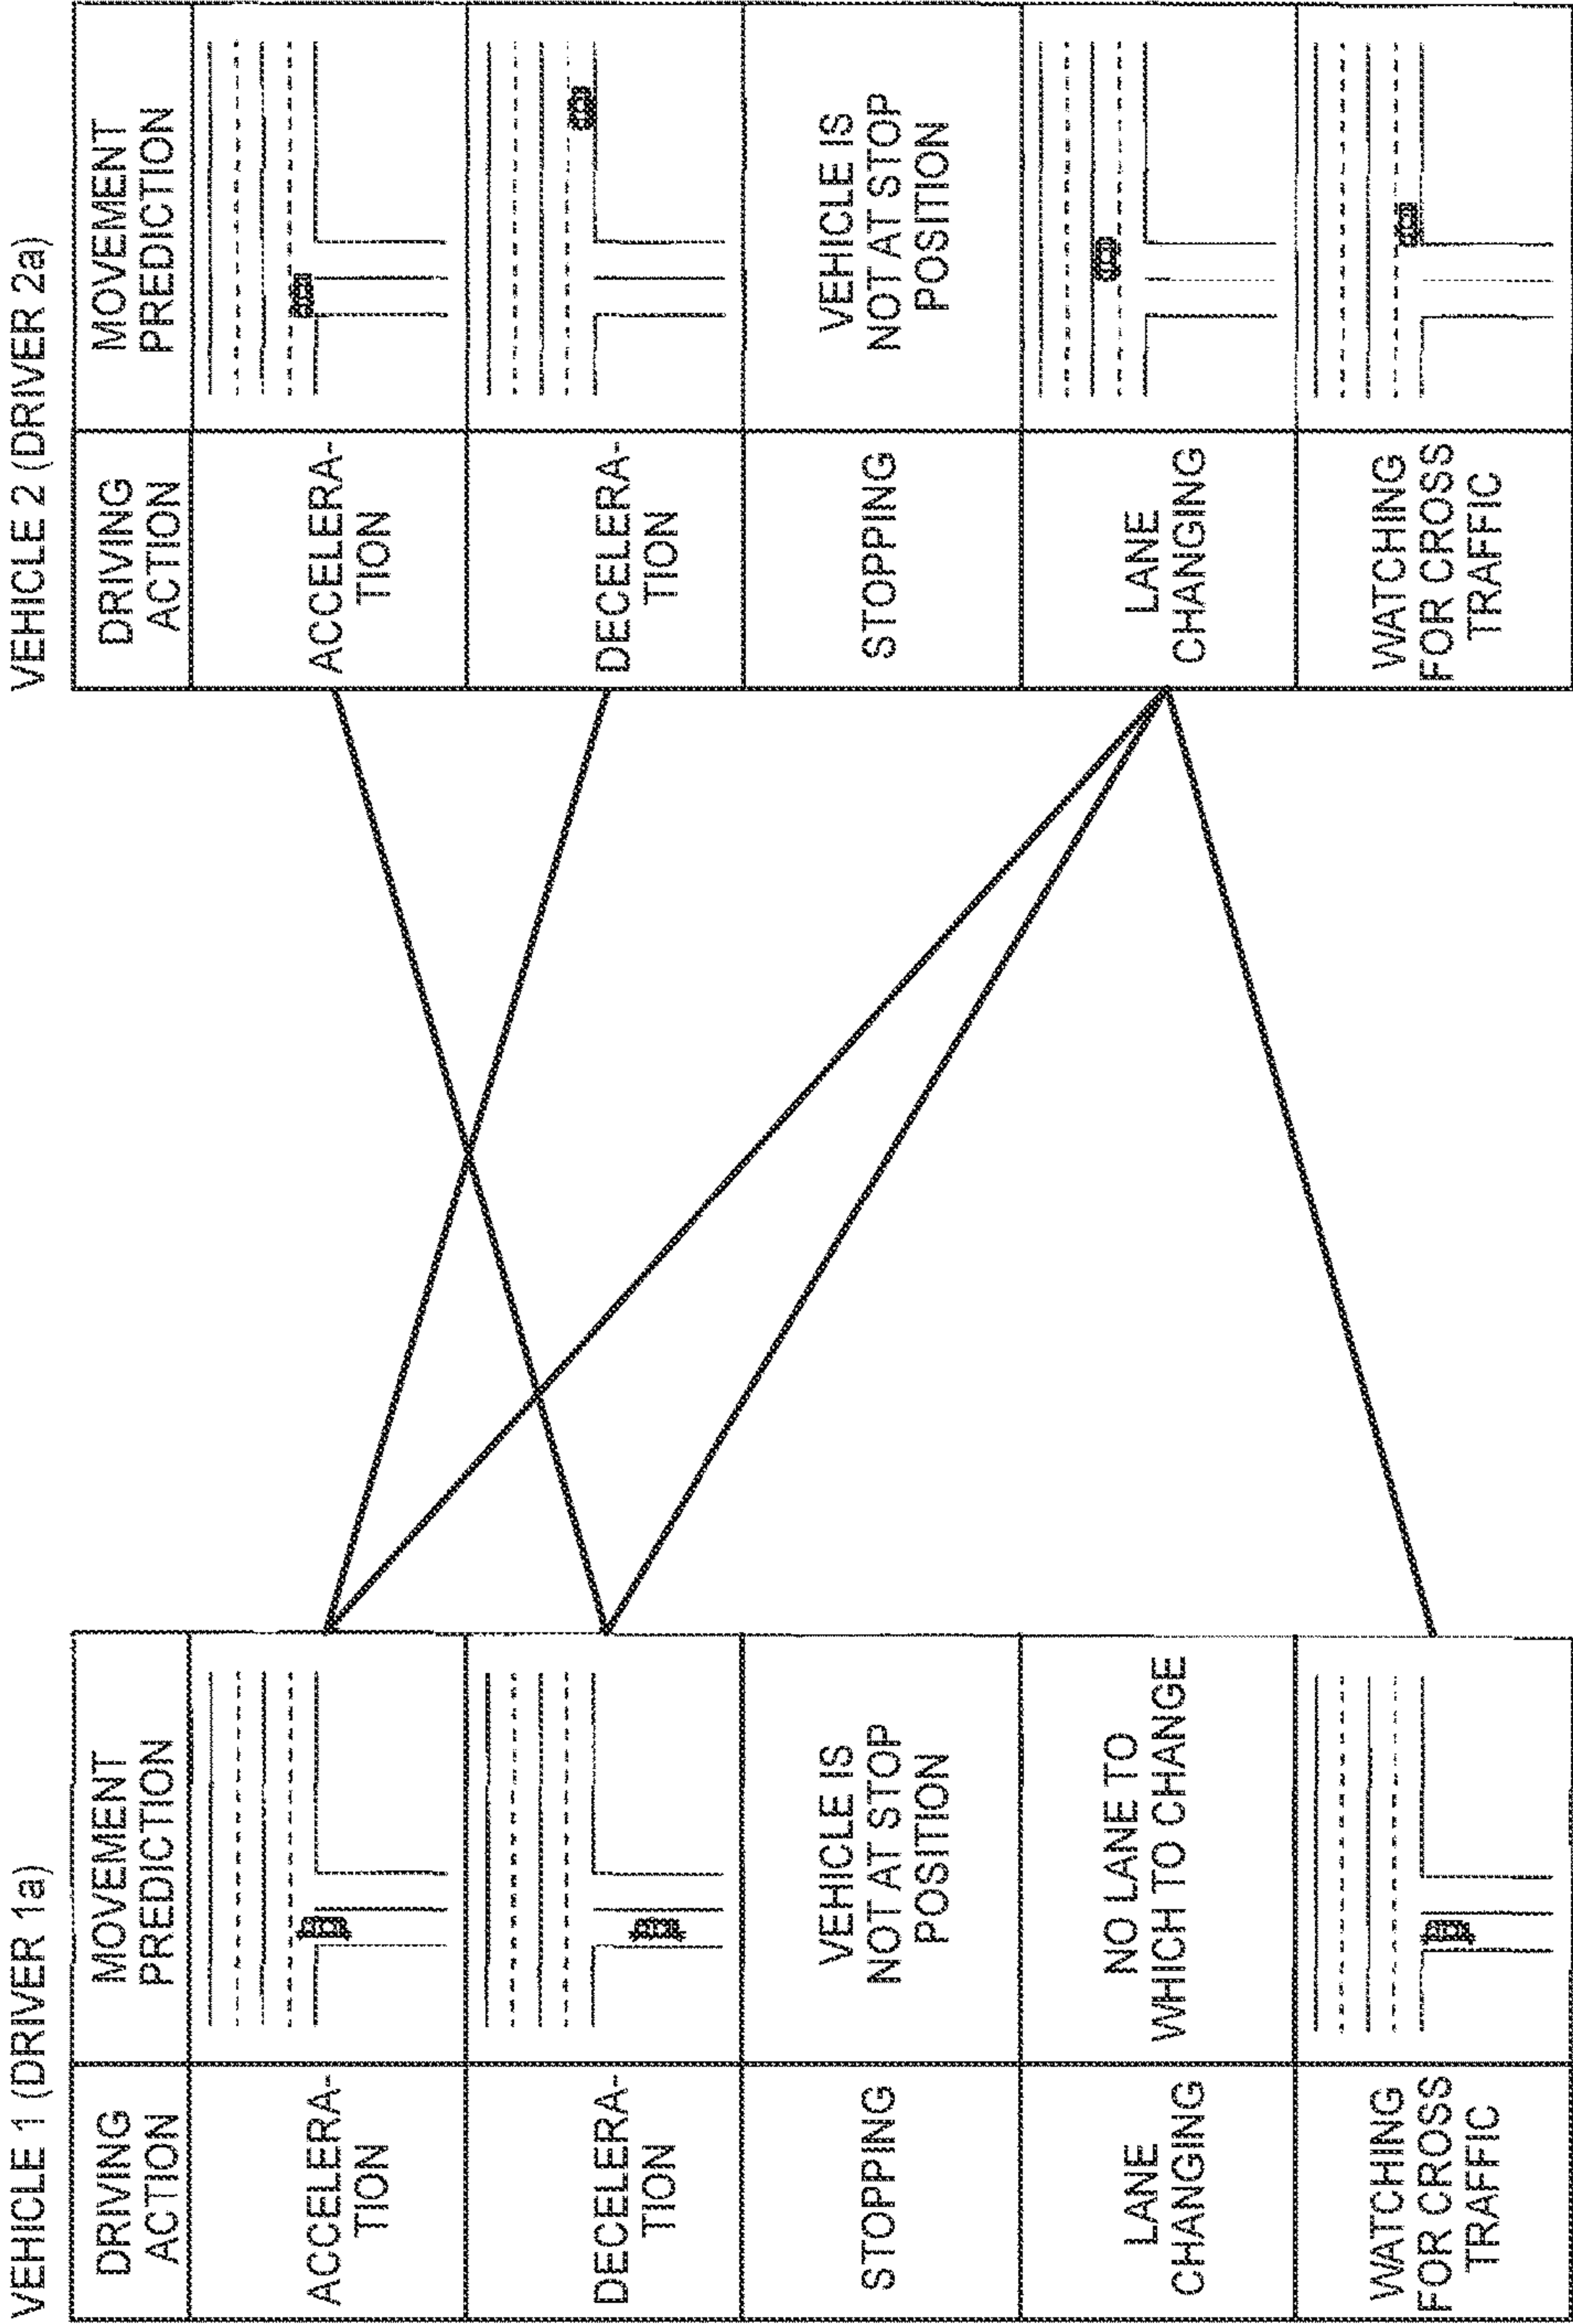 VEHICLE 1 (DRIVER 1a)
DRIVING
ACTION
MOVEMENT
PREDICTION
ACCELERA-
TION
DECELERA-
TION
STOPPING
VEHICLE IS
NOT AT STOP
POSITION
LANE
CHANGING
NO LANE TO
WHICH TO CHANGE
WATCHING
FOR CROSS
TRAFFIC
VEHICLE 2 (DRIVER 2a)
DRIVING
ACTION
MOVEMENT
PREDICTION
ACCELERA-
TION
DECELERA-
TION
STOPPING
VEHICLE IS
NOT AT STOP
POSITION
LANE
CHANGING
WATCHING
FOR CROSS
TRAFFIC